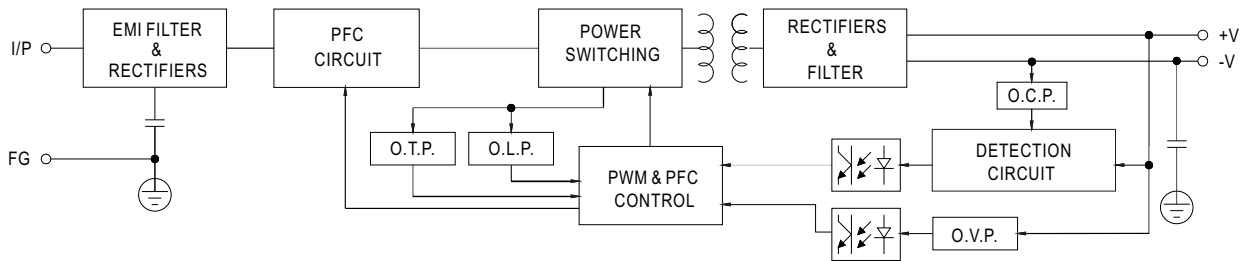 I/P
EMI FILTER
&
RECTIFIERS
PFC
CIRCUIT
POWER
SWITCHING
RECTIFIERS
&
FILTER
+V
-V
O.C.P.
FG
O.T.P.
O.L.P.
PWM & PFC
CONTROL
DETECTION
CIRCUIT
O.V.P.